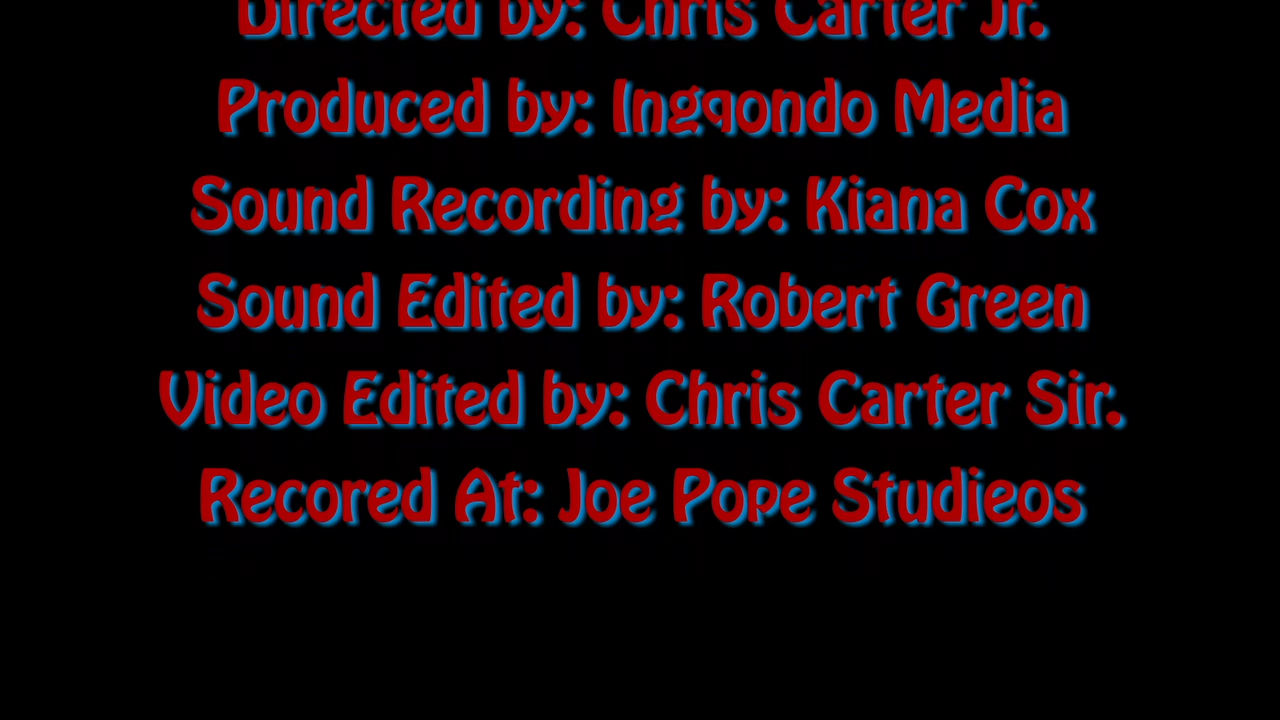 Directed by: Chris Carter Jr.
Produced by: Ingqondo Media
Sound Recording by: Kiana Cox
Sound Edited by: Robert Green
Video Edited by: Chris Carter Sir.
Recored At: Joe Pope Studieos